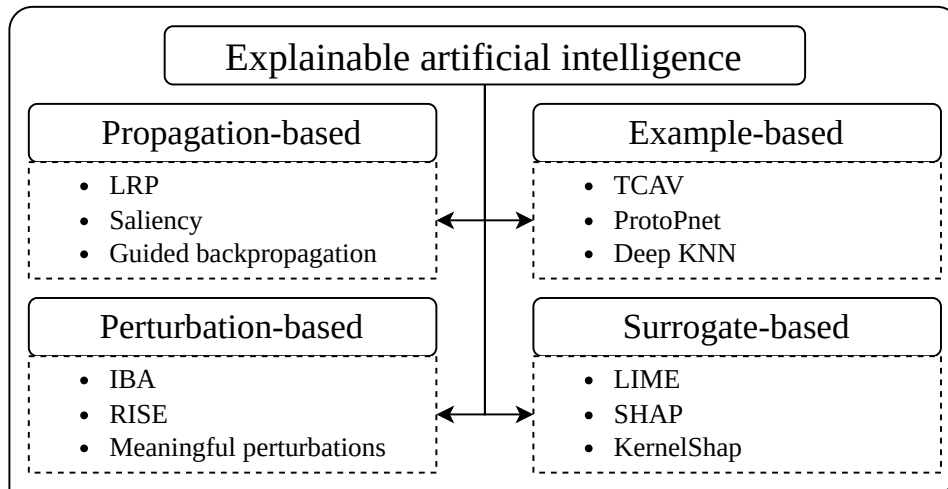 Explainable artificial intelligence
Propagation-based
• LRP
• Saliency
• Guided backpropagation
Example-based
• TCAV
• ProtoPnet
• Deep KNN
Perturbation-based
• IBA
• RISE
• Meaningful perturbations
Surrogate-based
• LIME
• SHAP
• KernelShap